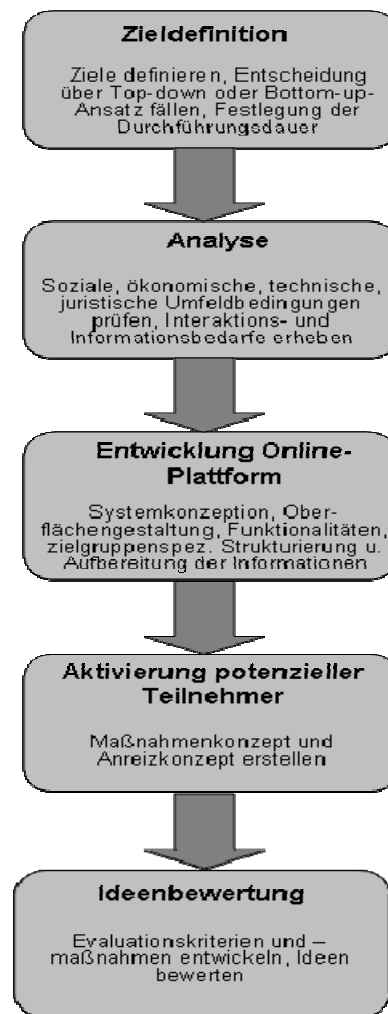 Zieldefinition
Ziele definieren, Entscheidung
über Top-down oder Bottom-up-
Ansatz fällen, Festlegung der
Durchführungsdauer
Analyse
Soziale, ökonomische, technische,
juristische Umfeldbedingungen
prüfen, Interaktions- und
Informationsbedarfe erheben
Entwicklung Online-
Plattform
Systemkonzeption, Ober-
flächengestaltung, Funktionalitäten,
zielgruppenspez. Strukturierung u.
Aufbereitung der Informationen
Aktivierung potenzieller
Teilnehmer
Maßnahmenkonzept und
Anreizkonzept erstellen
Ideenbewertung
Evaluationskriterien und –
maßnahmen entwickeln, Ideen
bewerten